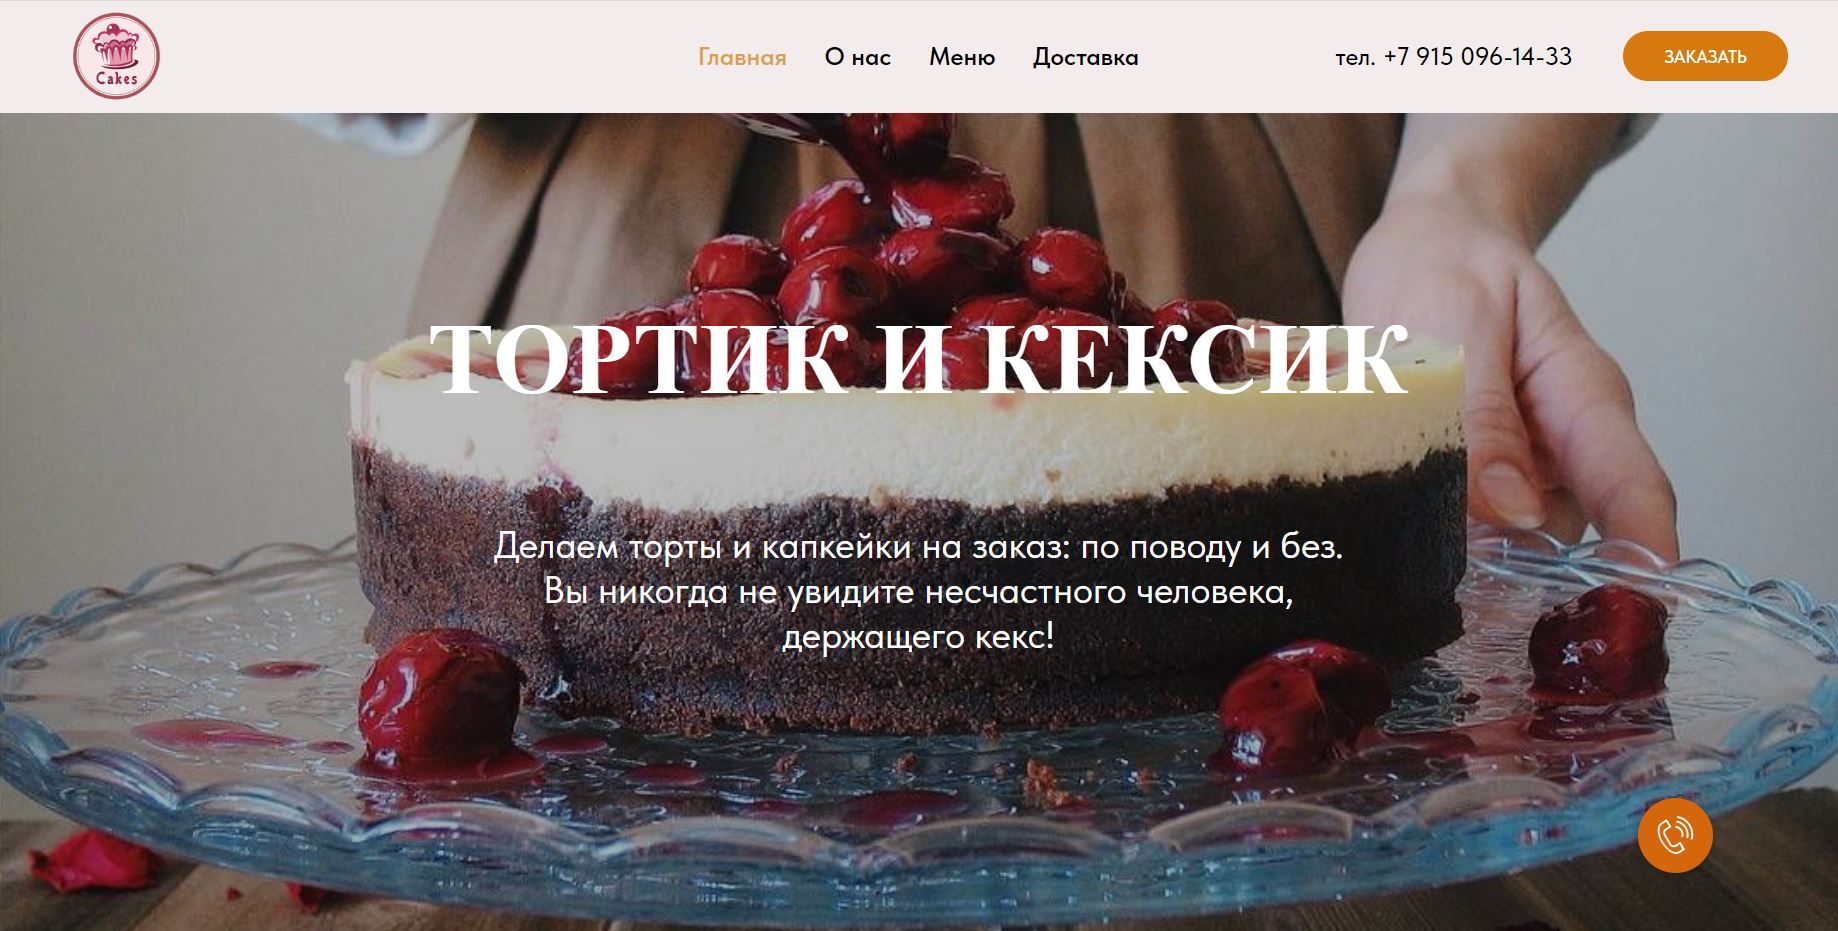 Cakes
Главная О нас Меню Доставка
тел. +7 915 096-14-33
ЗАКАЗАТЬ
ТОРТИК И КЕКСИК
Делаем торты и капкейки на заказ: по поводу и без.
Вы никогда не увидите несчастного человека,
держащего кекс!